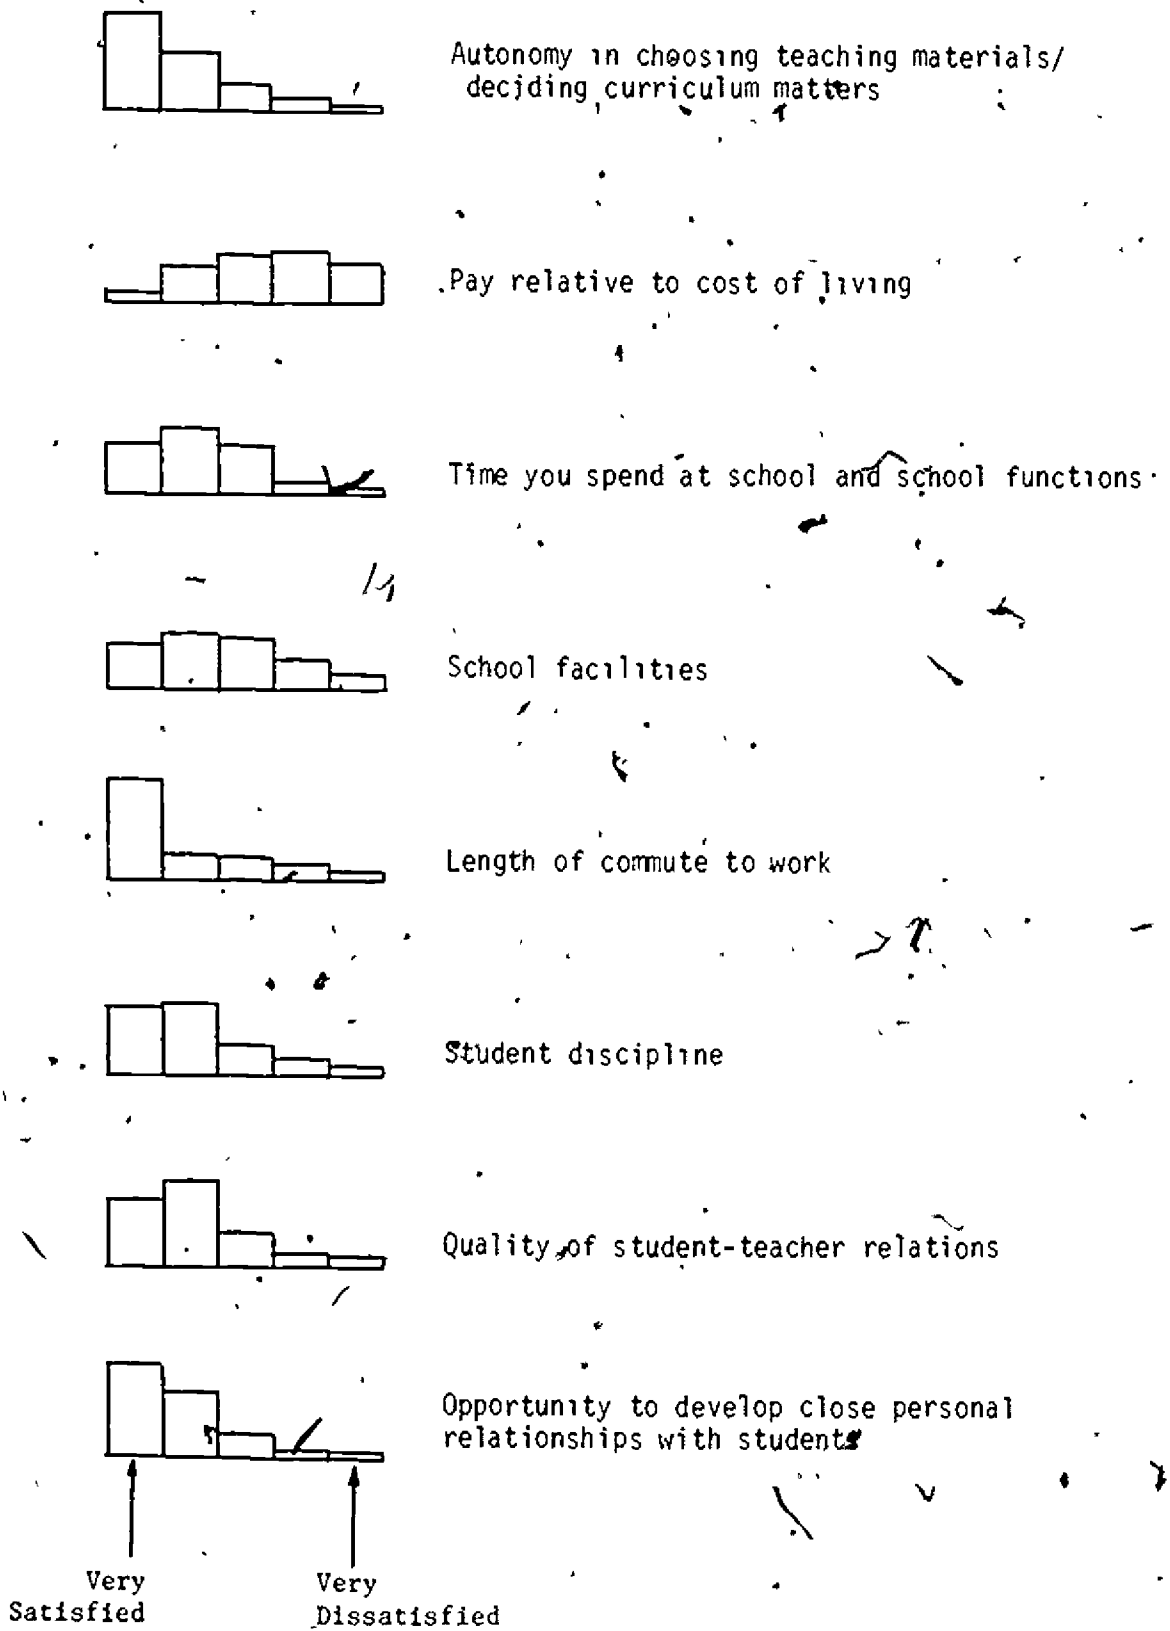 Autonomy in choosing teaching materials/
deciding curriculum matters
Pay relative to cost of living
Time you spend at school and school functions
School facilities
Length of commute to work
Student discipline
Quality of student-teacher relations
Opportunity to develop close personal
relationships with students
Very
Satisfied
Very
Dissatisfied